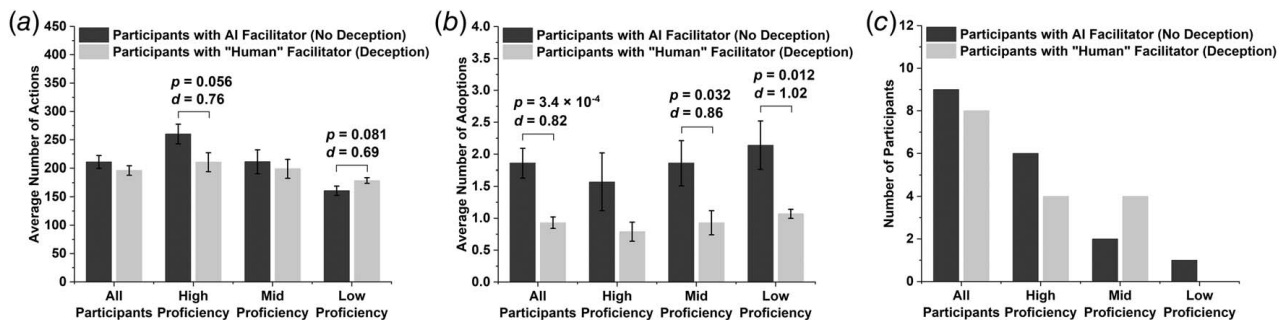 (a)
Participants with AI Facilitator (No Deception)
Participants with "Human" Facilitator (Deception)
Average Number of Actions
450
400
350
300
250
200
150
100
50
0
p = 0.056
d = 0.76
p = 0.081
d = 0.69
All High Mid Low
Participants Proficiency Proficiency Proficiency
(b)
Participants with AI Facilitator (No Deception)
Participants with "Human" Facilitator (Deception)
Average Number of Adoptions
4.0
3.5
3.0
2.5
2.0
1.5
1.0
0.5
0.0
p = 3.4 × 10⁻⁴
d = 0.82
p = 0.032
d = 0.86
p = 0.012
d = 1.02
All High Mid Low
Participants Proficiency Proficiency Proficiency
(c)
Participants with AI Facilitator (No Deception)
Participants with "Human" Facilitator (Deception)
Number of Participants
12
10
8
6
4
2
0
All High Mid Low
Participants Proficiency Proficiency Proficiency